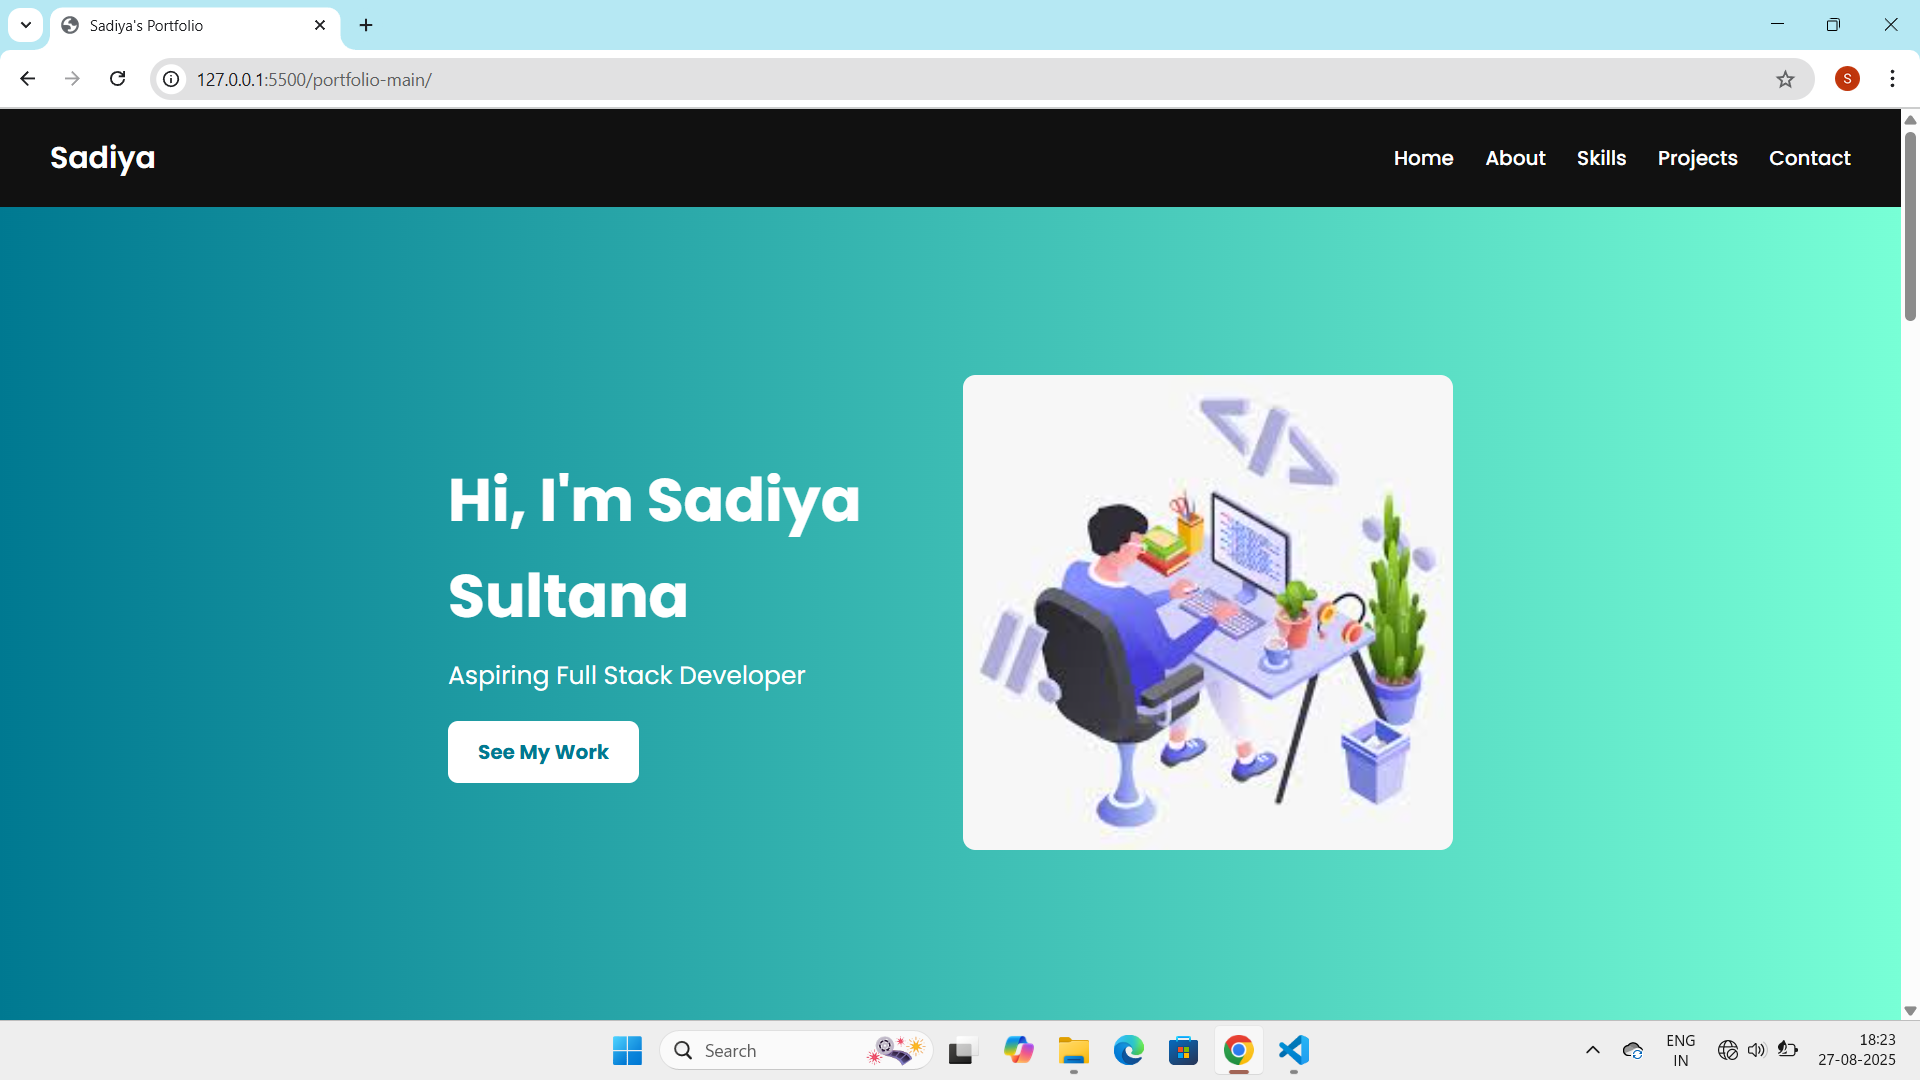 Sadiya's Portfolio
127.0.0.1:5500/portfolio-main/
S
Sadiya
Home About Skills Projects Contact
Hi, I'm Sadiya
Sultana
Aspiring Full Stack Developer
See My Work
Search
ENG
IN
18:23
27-08-2025